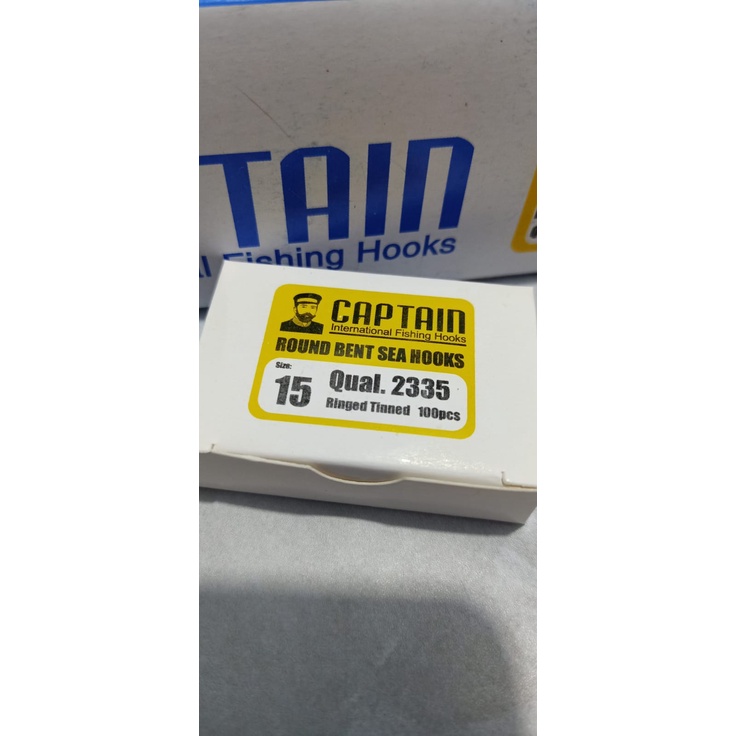 TAIN
Fishing Hooks
CAPTAIN
International Fishing Hooks
ROUND BENT SEA HOOKS
Size:
15
Qual. 2335
Ringed Tinned 100pcs